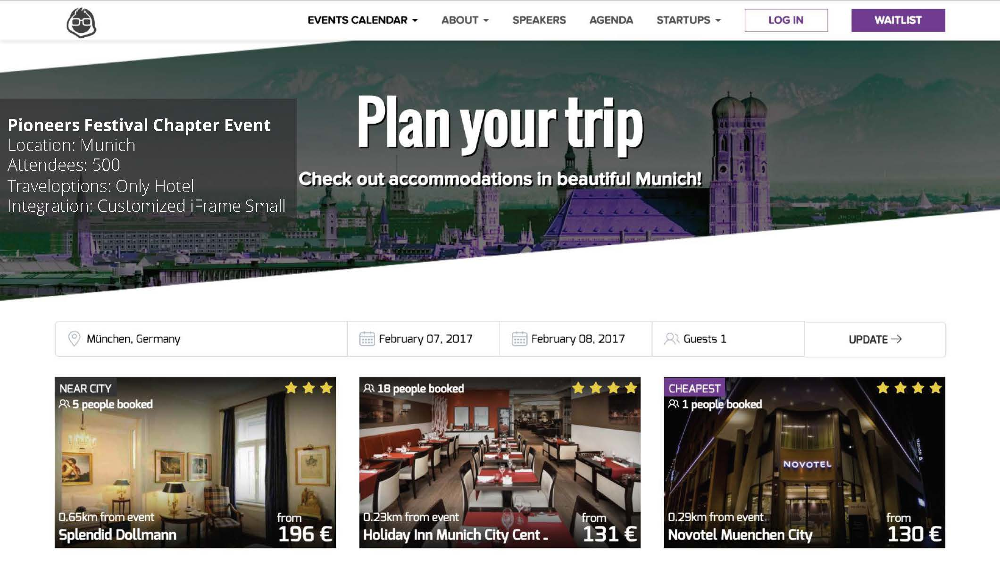 EVENTS CALENDAR
ABOUT
SPEAKERS
AGENDA
STARTUPS
LOG IN
WAITLIST
Plan your trip
Check out accommodations in beautiful Munich!
Pioneers Festival Chapter Event
Location: Munich
Attendees: 500
Traveloptions: Only Hotel
Integration: Customized iFrame Small
München, Germany
February 07, 2017
February 08, 2017
Guests 1
UPDATE →
NEAR CITY
5 people booked
0.65km from event
Splendid Dollmann
from
196 €
18 people booked
0.23km from event
Holiday Inn Munich City Cent ..
from
131 €
CHEAPEST
1 people booked
NOVOTEL
NOVOTEL
0.29km from event
Novotel Muenchen City
from
130 €